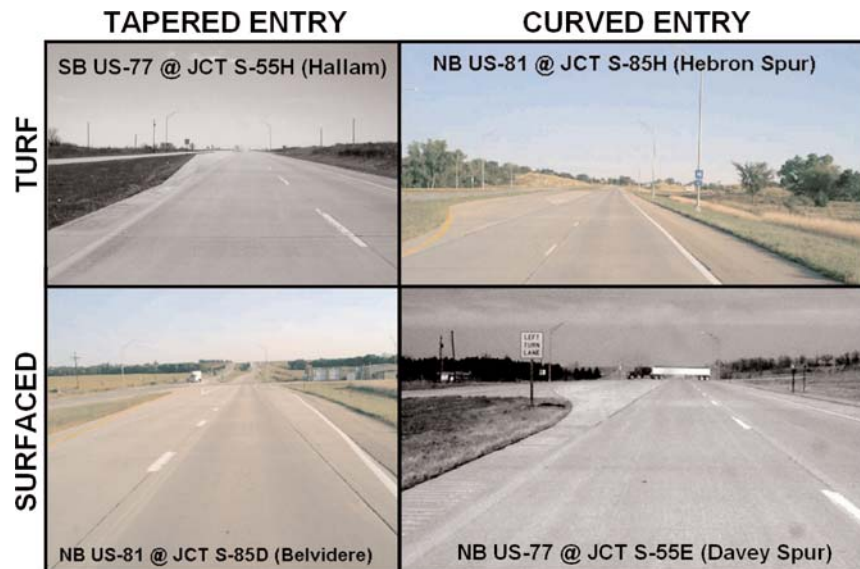 TAPERED ENTRY
CURVED ENTRY
TURF
SB US-77 @ JCT S-55H (Hallam)
NB US-81 @ JCT S-85H (Hebron Spur)
SURFACED
LEFT
TURN
LANE
NB US-81 @ JCT S-85D (Belvidere)
NB US-77 @ JCT S-55E (Davey Spur)